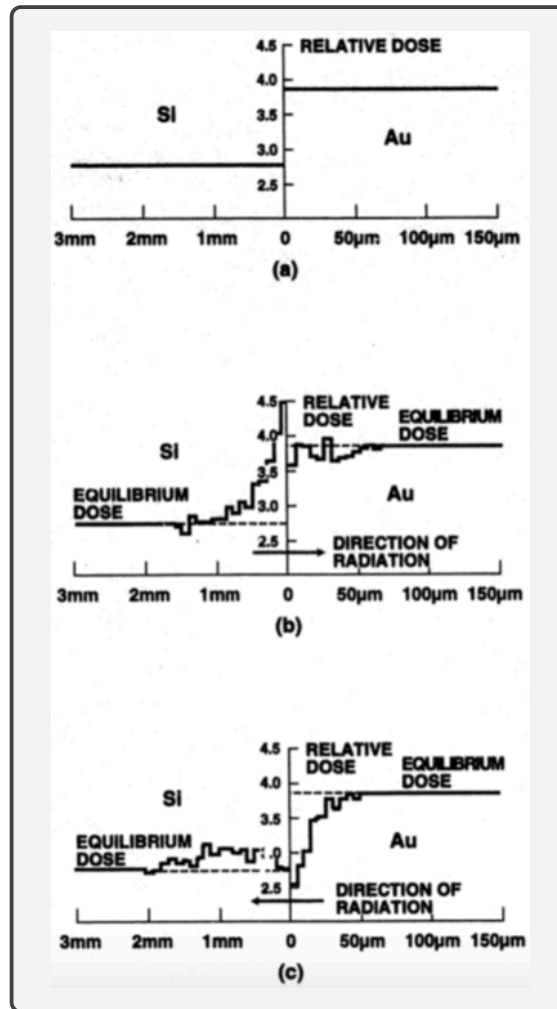 4.5 RELATIVE DOSE
4.0
Si
3.5
Au
3.0
2.5
3mm 2mm 1mm 0 50µm 100µm 150µm
(a)
4.5 RELATIVE
DOSE EQUILIBRIUM
DOSE
4.0
Si
3.5
EQUILIBRIUM
DOSE
3.0
Au
2.5
DIRECTION OF
RADIATION
3mm 2mm 1mm 0 50µm 100µm 150µm
(b)
4.5 RELATIVE
DOSE EQUILIBRIUM
DOSE
4.0
Si
3.5
EQUILIBRIUM
DOSE
Au
3.0
2.5
DIRECTION OF
RADIATION
3mm 2mm 1mm 0 50µm 100µm 150µm
(c)